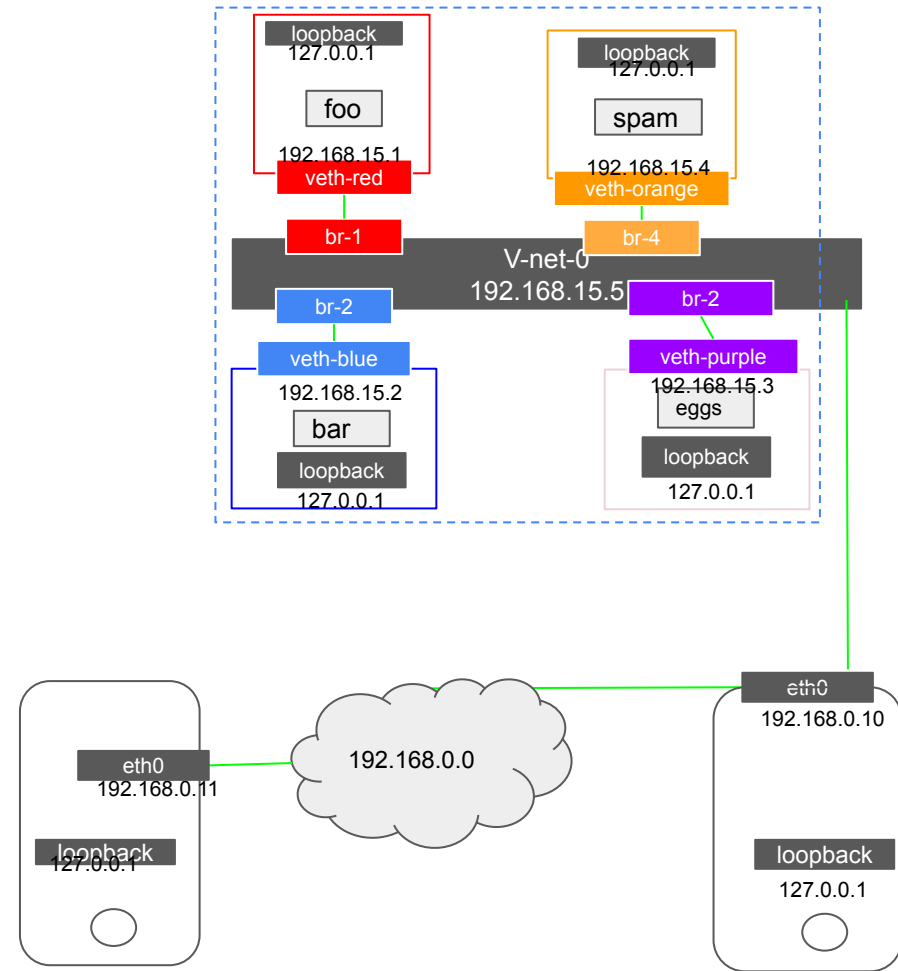 loopback
127.0.0.1
foo
192.168.15.1
veth-red
br-1
loopback
127.0.0.1
spam
192.168.15.4
veth-orange
br-4
V-net-0
192.168.15.5
br-2
veth-blue
192.168.15.2
bar
loopback
127.0.0.1
br-2
veth-purple
192.168.15.3
eggs
loopback
127.0.0.1
eth0
192.168.0.11
loopback
127.0.0.1
192.168.0.0
eth0
192.168.0.10
loopback
127.0.0.1